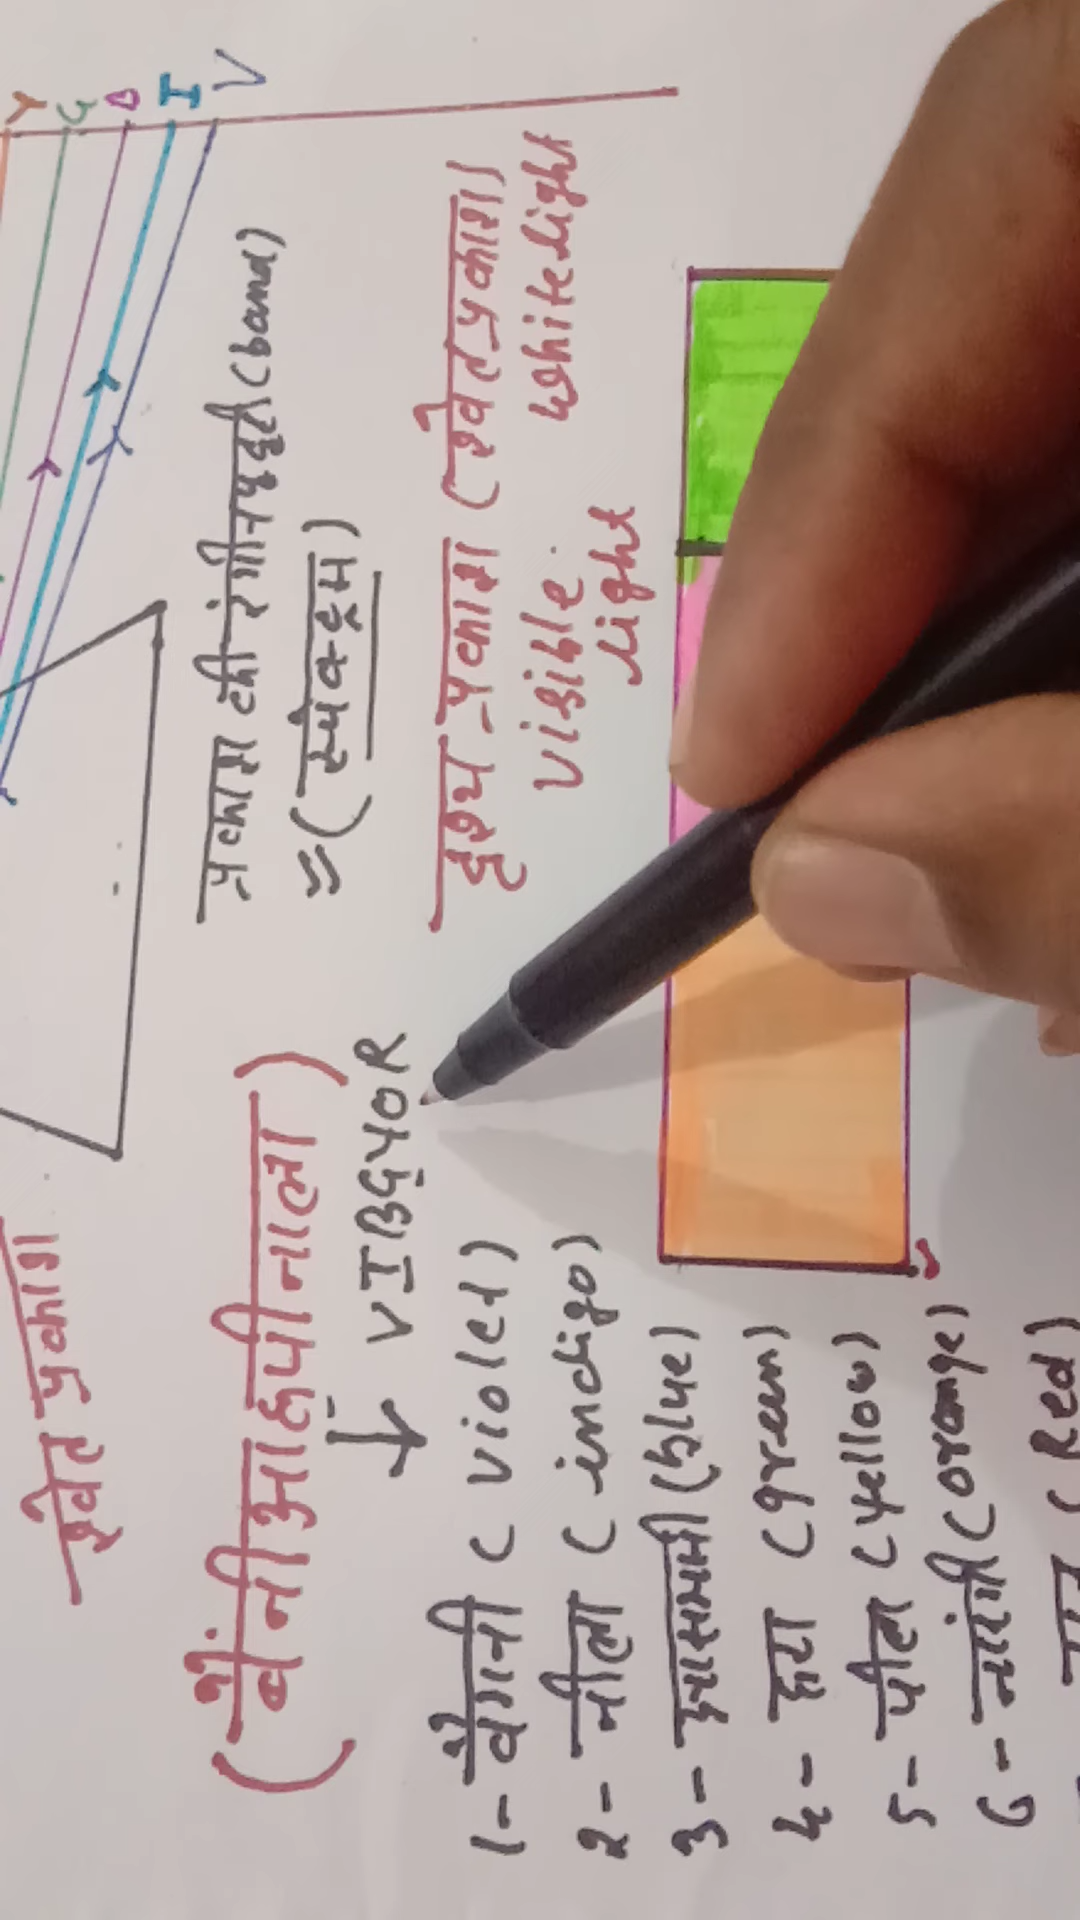 V
I
B
G
Y
श्वेत प्रकाश
प्रकाश की रंगीन पट्टी (band)
= (स्पेक्ट्रम)
(बैंनीआहपीनाला)
→ VIBGYOR
दृश्य प्रकाश (श्वेत प्रकाश)
visible light
white light
1- बैंगनी (violet)
2- नीला (indigo)
3- आसमानी (blue)
4- हरा (green)
5- पीला (yellow)
6- नारंगी (orange)
(Red)